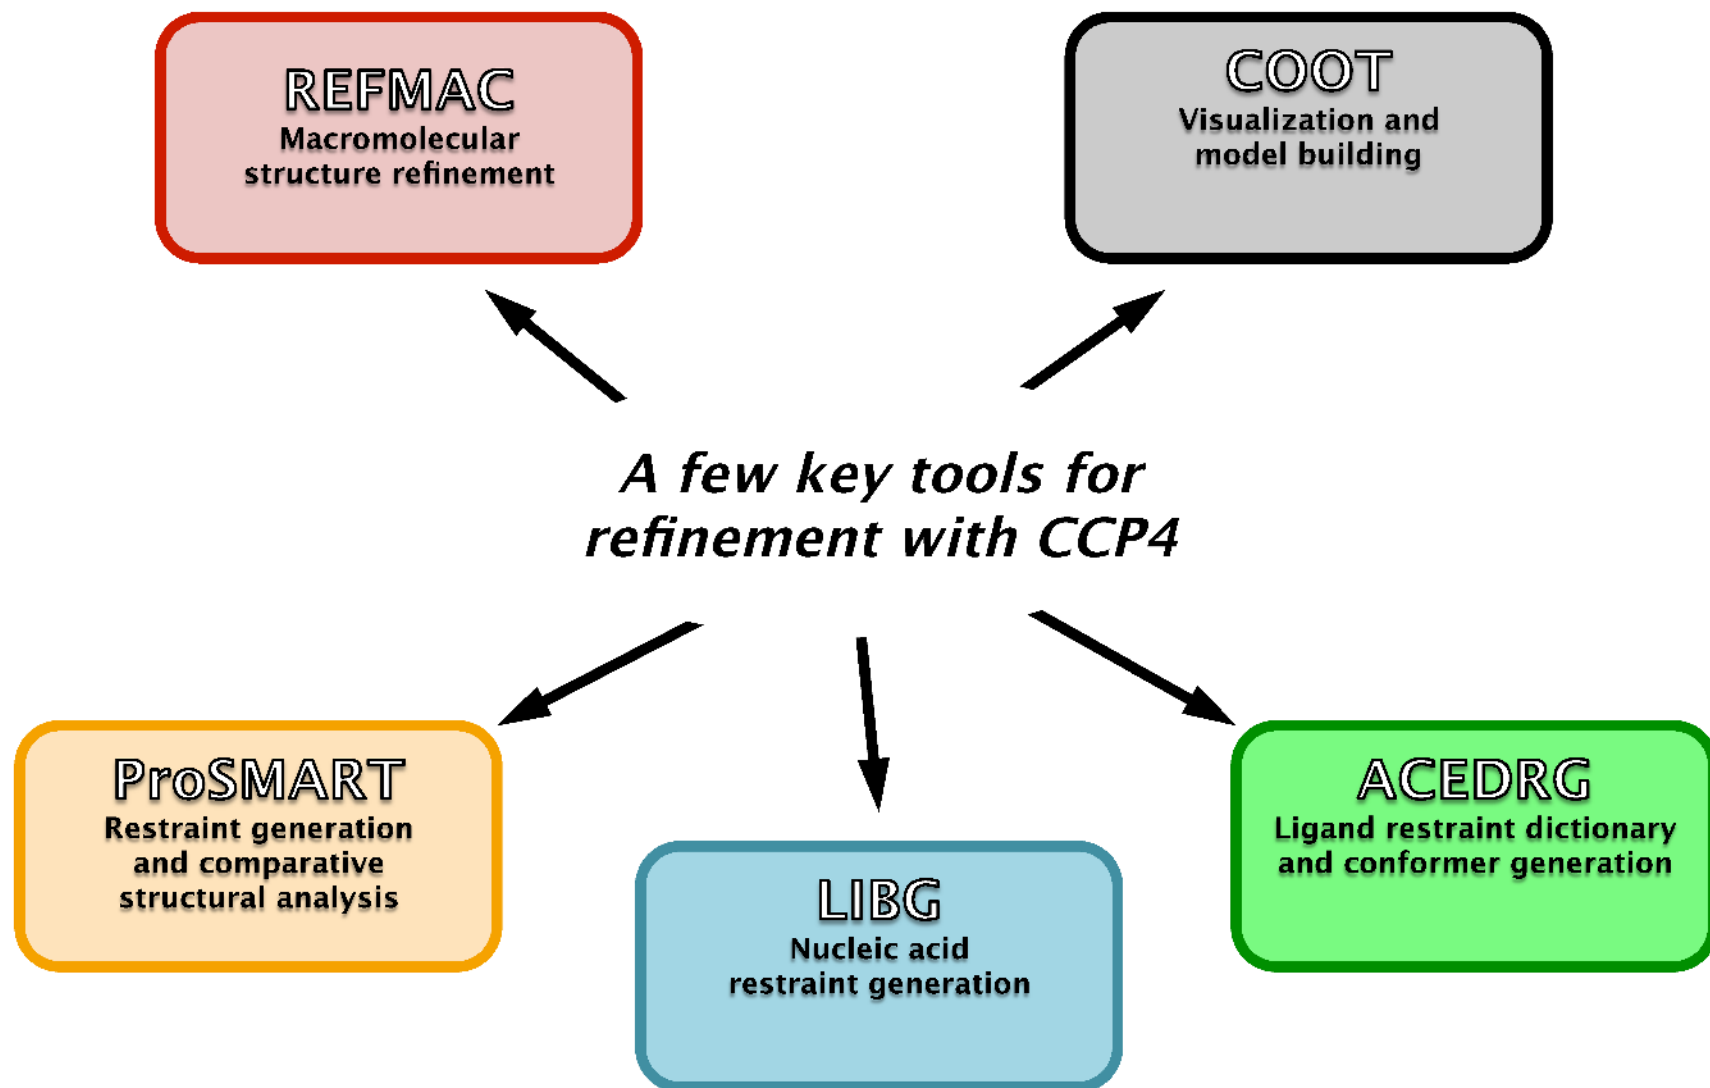 REFMAC
Macromolecular
structure refinement
COOT
Visualization and
model building
A few key tools for
refinement with CCP4
ProSMART
Restraint generation
and comparative
structural analysis
LIBG
Nucleic acid
restraint generation
ACEDRG
Ligand restraint dictionary
and conformer generation